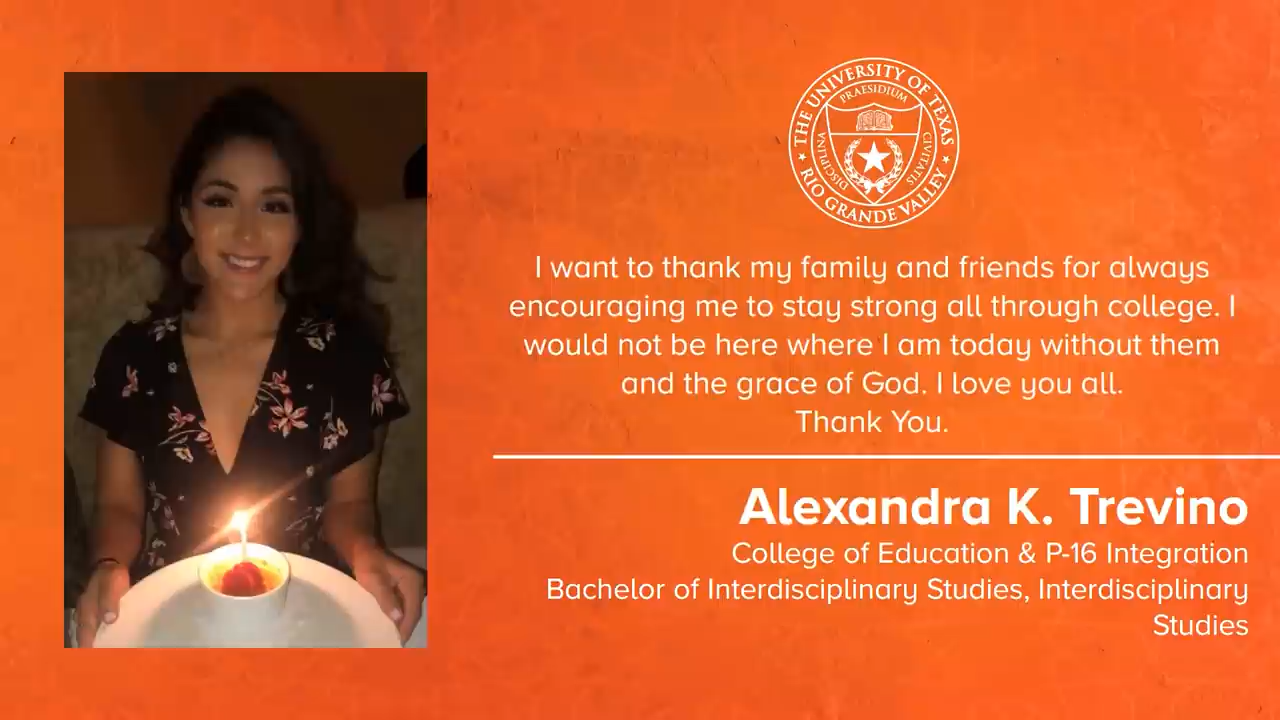 THE UNIVERSITY OF TEXAS
RIO GRANDE VALLEY
PRAESIDIUM
DISCIPLINA
CIVITATIS
I want to thank my family and friends for always
encouraging me to stay strong all through college. I
would not be here where I am today without them
and the grace of God. I love you all.
Thank You.
Alexandra K. Trevino
College of Education & P-16 Integration
Bachelor of Interdisciplinary Studies, Interdisciplinary
Studies